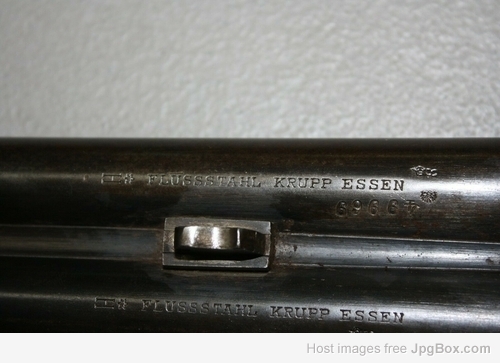 FLUSSSTAHL KRUPP ESSEN
FLUSSSTAHL KRUPP ESSEN
Host images free JpgBox.com